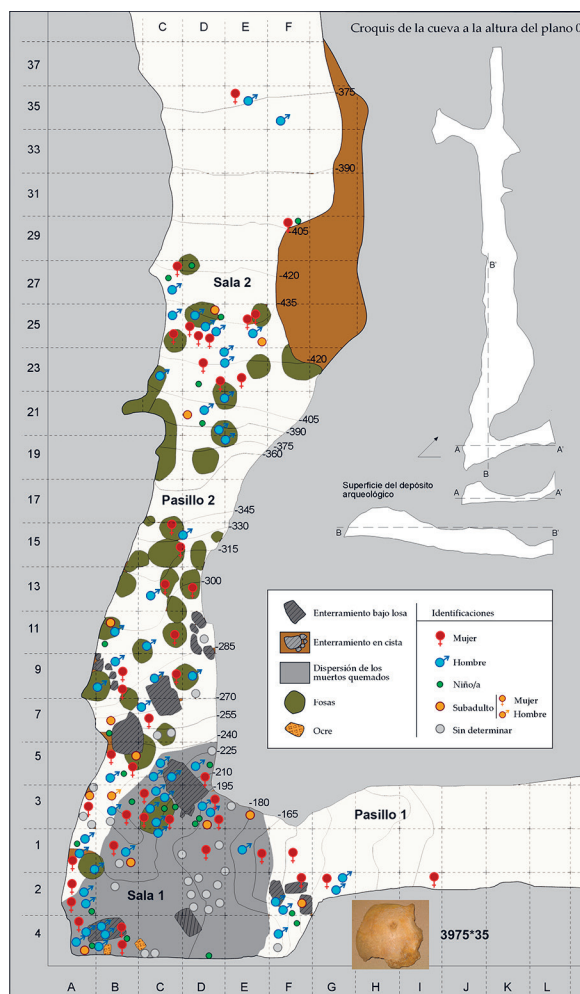 C D E F
Croquis de la cueva a la altura del plano 0
37
-375
35
33
-390
31
29
-405
-420
B'
27
Sala 2
-435
25
-420
23
21
-405
-390
-375
A A'
19
-360
B
Superficie del depósito
arqueológico
A A'
17
-345
Pasillo 2
-330
B B'
15
-315
-300
13
11
-285
9
-270
7
-255
-240
5
-225
-210
-195
3
-180
-165
Pasillo 1
1
2
Sala 1
4
3975*35
A B C D E F G H I J K L
Enterramiento bajo losa
Enterramiento en cista
Dispersión de los
muertos quemados
Fosas
Ocre
Identificaciones
Mujer
Hombre
Niño/a
Subadulto
Mujer
Hombre
Sin determinar